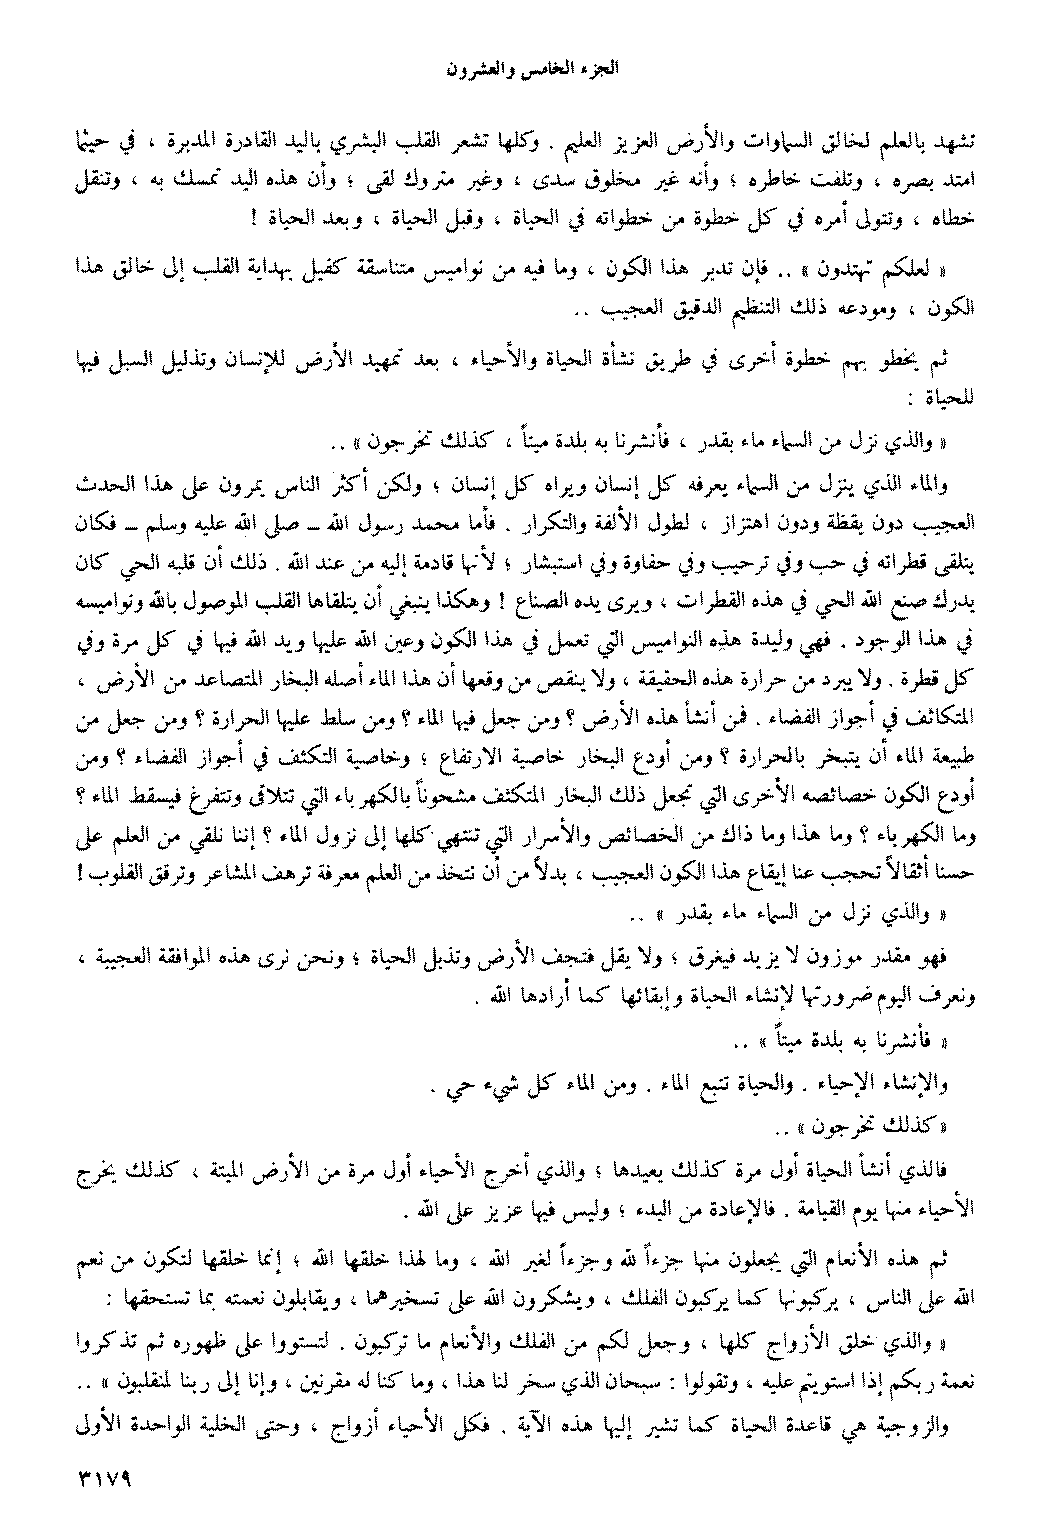 الجزء الخامس والعشرون
تشهد بالعلم لخالق السماوات والأرض العزيز العليم . وكلها تشعر القلب البشري باليد القادرة المدبرة ، في حيثما
امتد بصره ، وتلفت خاطره ؛ وأنه غير مخلوق سدى ، وغير متروك لقى ؛ وأن هذه اليد تمسك به ، وتنقل
خطاه ، وتتولى أمره في كل خطوة من خطواته في الحياة ، وقبل الحياة ، وبعد الحياة !
« لعلكم تهتدون » .. فإن تدبر هذا الكون ، وما فيه من نواميس متناسقة كفيل بهداية القلب إلى خالق هذا
الكون ، ومودعه ذلك التنظيم الدقيق العجيب ..
ثم يخطو بهم خطوة أخرى في طريق نشأة الحياة والأحياء ، بعد تمهيد الأرض للإنسان وتذليل السبل فيها
للحياة :
« والذي نزل من السماء ماء بقدر ، فأنشرنا به بلدة ميتاً ، كذلك تخرجون » ..
والماء الذي ينزل من السماء يعرفه كل إنسان ويراه كل إنسان ؛ ولكن أكثر الناس يمرون على هذا الحدث
العجيب دون يقظة ودون اهتزاز ، لطول الألفة والتكرار . فأما محمد رسول الله – صلى الله عليه وسلم – فكان
يتلقى قطراته في حب وفي ترحيب وفي حفاوة وفي استبشار ؛ لأنها قادمة إليه من عند الله . ذلك أن قلبه الحي كان
يدرك صنع الله الحي في هذه القطرات ، ويرى يده الصناع ! وهكذا ينبغي أن يتلقاها القلب الموصول بالله ونواميسه
في هذا الوجود . فهي وليدة هذه النواميس التي تعمل في هذا الكون وعين الله عليها ويد الله فيها في كل مرة وفي
كل قطرة . ولا يبرد من حرارة هذه الحقيقة ، ولا ينقص من وقعها أن هذا الماء أصله البخار المتصاعد من الأرض ،
المتكاثف في أجواز الفضاء . فمن أنشأ هذه الأرض ؟ ومن جعل فيها الماء ؟ ومن سلط عليها الحرارة ؟ ومن جعل من
طبيعة الماء أن يتبخر بالحرارة ؟ ومن أودع البخار خاصية الارتفاع ؛ وخاصية التكثف في أجواز الفضاء ؟ ومن
أودع الكون خصائصه الأخرى التي تجعل ذلك البخار المتكثف مشحوناً بالكهرباء التي تتلاقى وتتفرغ فيسقط الماء ؟
وما الكهرباء ؟ وما هذا وما ذاك من الخصائص والأسرار التي تنتهي كلها إلى نزول الماء ؟ إننا نلقي من العلم على
حسنا أثقالاً تحجب عنا إيقاع هذا الكون العجيب ، بدلاً من أن نتخذ من العلم معرفة ترهف المشاعر وترقق القلوب !
« والذي نزل من السماء ماء بقدر » ..
فهو مقدر موزون لا يزيد فيغرق ؛ ولا يقل فتجف الأرض وتذبل الحياة ؛ ونحن نرى هذه الموافقة العجيبة ،
ونعرف اليوم ضرورتها لإنشاء الحياة وإبقائها كما أرادها الله .
« فأنشرنا به بلدة ميتاً » ..
والإنشاء الإحياء . والحياة تتبع الماء . ومن الماء كل شيء حي .
« كذلك تخرجون » ..
فالذي أنشأ الحياة أول مرة كذلك يعيدها ؛ والذي أخرج الأحياء أول مرة من الأرض الميتة ، كذلك يخرج
الأحياء منها يوم القيامة . فالإعادة من البدء ؛ وليس فيها عزيز على الله .
ثم هذه الأنعام التي يجعلون منها جزءاً لله وجزءاً لغير الله ، وما لهذا خلقها الله ؛ إنما خلقها لتكون من نعم
الله على الناس ، يركبونها كما يركبون الفلك ، ويشكرون الله على تسخيرهما ، ويقابلون نعمته بما تستحقها :
« والذي خلق الأزواج كلها ، وجعل لكم من الفلك والأنعام ما تركبون . لتستووا على ظهوره ثم تذكروا
نعمة ربكم إذا استويتم عليه ، وتقولوا : سبحان الذي سخر لنا هذا ، وما كنا له مقرنين ، وإنا إلى ربنا لمنقلبون » ..
والزوجية هي قاعدة الحياة كما تشير إليها هذه الآية . فكل الأحياء أزواج ، وحتى الخلية الواحدة الأولى
٣١٧٩